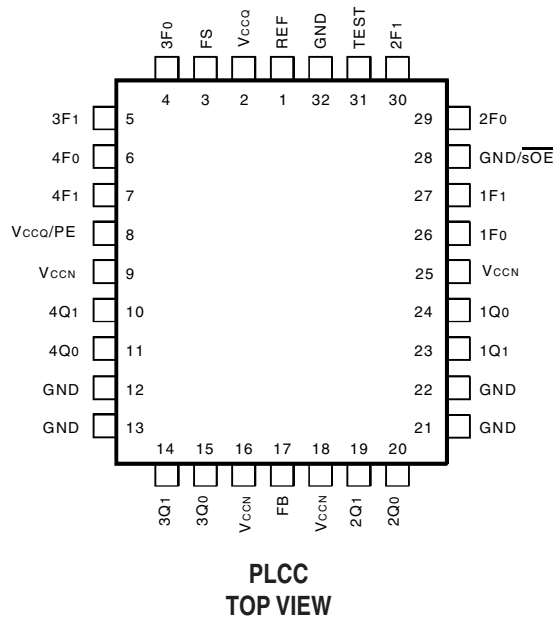 3F0 FS VCCQ REF GND TEST 2F1
4 3 2 1 32 31 30
3F1 5 29 2F0
4F0 6 28 GND/s̅O̅E̅
4F1 7 27 1F1
VCCQ/PE 8 26 1F0
VCCN 9 25 VCCN
4Q1 10 24 1Q0
4Q0 11 23 1Q1
GND 12 22 GND
GND 13 21 GND
14 15 16 17 18 19 20
3Q1 3Q0 VCCN FB VCCN 2Q1 2Q0
PLCC
TOP VIEW